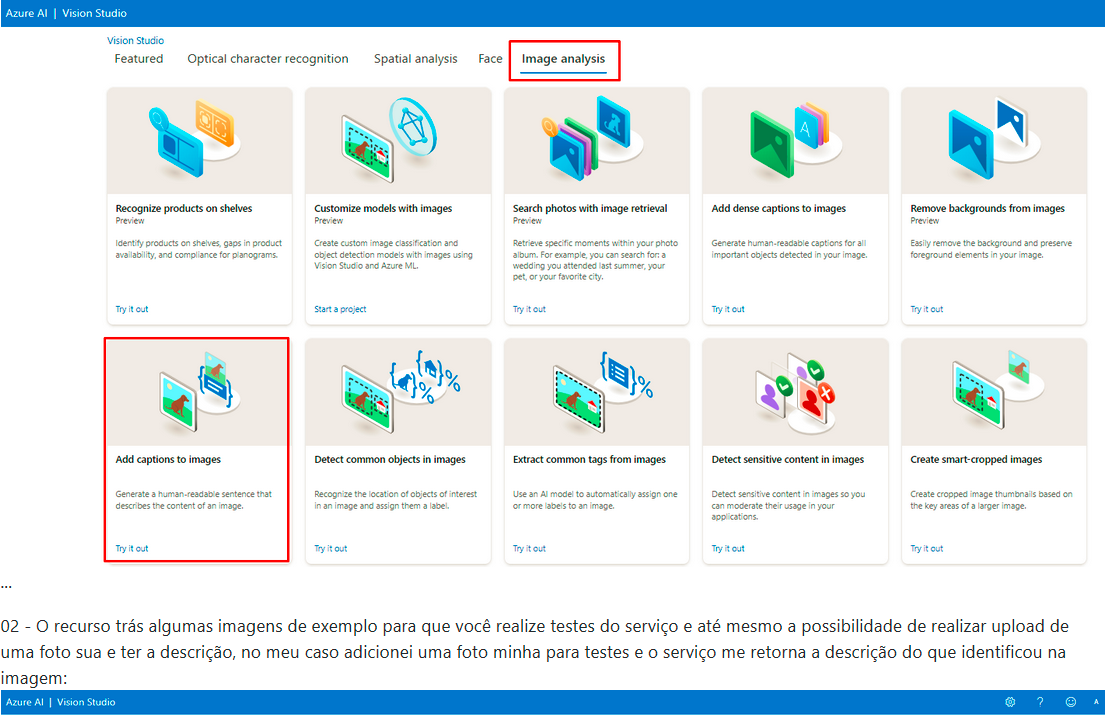 Azure AI | Vision Studio
Vision Studio
Featured Optical character recognition Spatial analysis Face Image analysis
Recognize products on shelves
Preview
Identify products on shelves, gaps in product
availability, and compliance for planograms.
Try it out
Customize models with images
Preview
Create custom image classification and
object detection models with images using
Vision Studio and Azure ML.
Start a project
Search photos with image retrieval
Preview
Retrieve specific moments within your photo
album. For example, you can search for: a
wedding you attended last summer, your
pet, or your favorite city.
Try it out
Add dense captions to images
Generate human-readable captions for all
important objects detected in your image.
Try it out
Remove backgrounds from images
Preview
Easily remove the background and preserve
foreground elements in your image.
Try it out
Add captions to images
Generate a human-readable sentence that
describes the content of an image.
Try it out
Detect common objects in images
Recognize the location of objects of interest
in an image and assign them a label.
Try it out
Extract common tags from images
Use an AI model to automatically assign one
or more labels to an image.
Try it out
Detect sensitive content in images
Detect sensitive content in images so you
can moderate their usage in your
applications.
Try it out
Create smart-cropped images
Create cropped image thumbnails based on
the key areas of a larger image.
Try it out
...
02 - O recurso trás algumas imagens de exemplo para que você realize testes do serviço e até mesmo a possibilidade de realizar upload de
uma foto sua e ter a descrição, no meu caso adicionei uma foto minha para testes e o serviço me retorna a descrição do que identificou na
imagem:
Azure AI | Vision Studio ? A